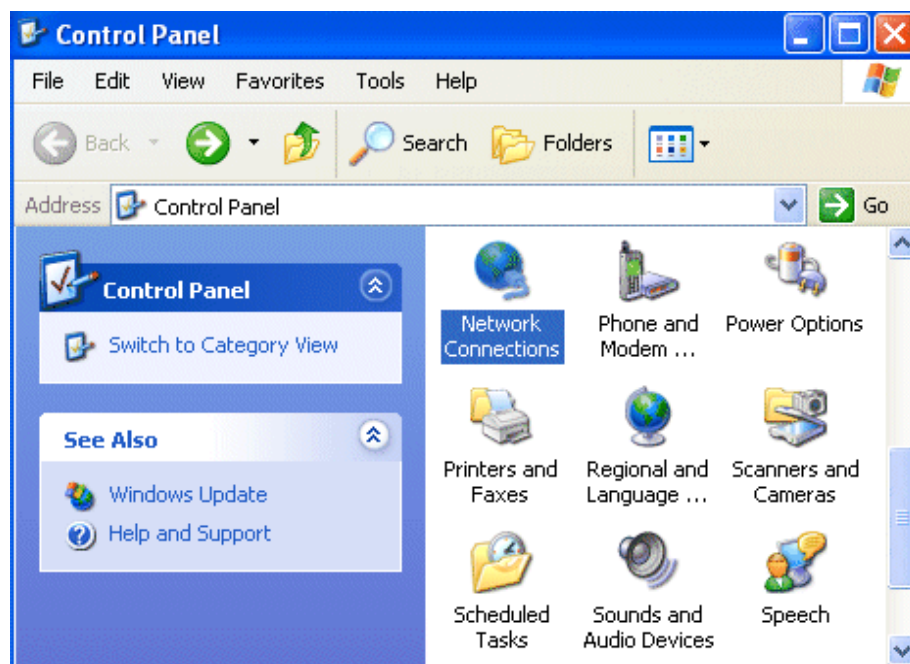 Control Panel
File Edit View Favorites Tools Help
Back Search Folders
Address Control Panel Go
Control Panel
Switch to Category View
See Also
Windows Update
Help and Support
Network
Connections
Phone and
Modem ...
Power Options
Printers and
Faxes
Regional and
Language ...
Scanners and
Cameras
Scheduled
Tasks
Sounds and
Audio Devices
Speech